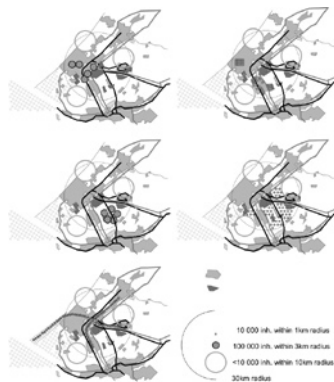 10 000 inh. within 1km radius
100 000 inh. within 3km radius
<10 000 inh. within 10km radius
30km radius